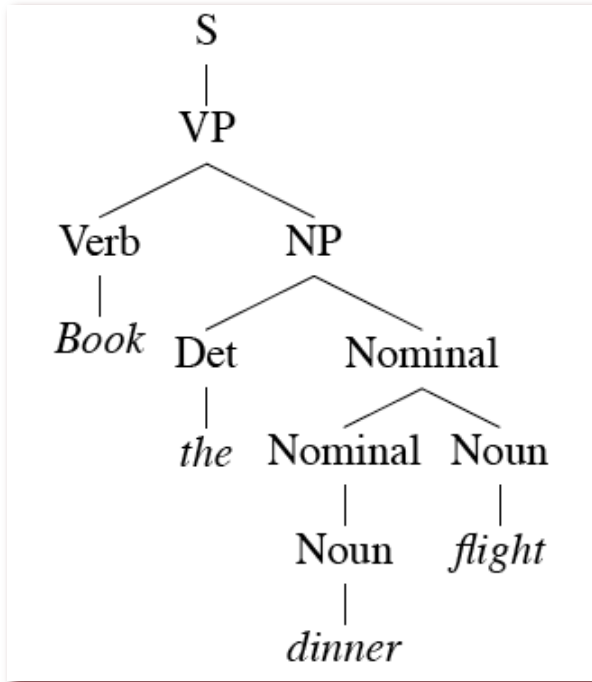 S
VP
Verb NP
Book Det Nominal
the Nominal Noun
Noun flight
dinner